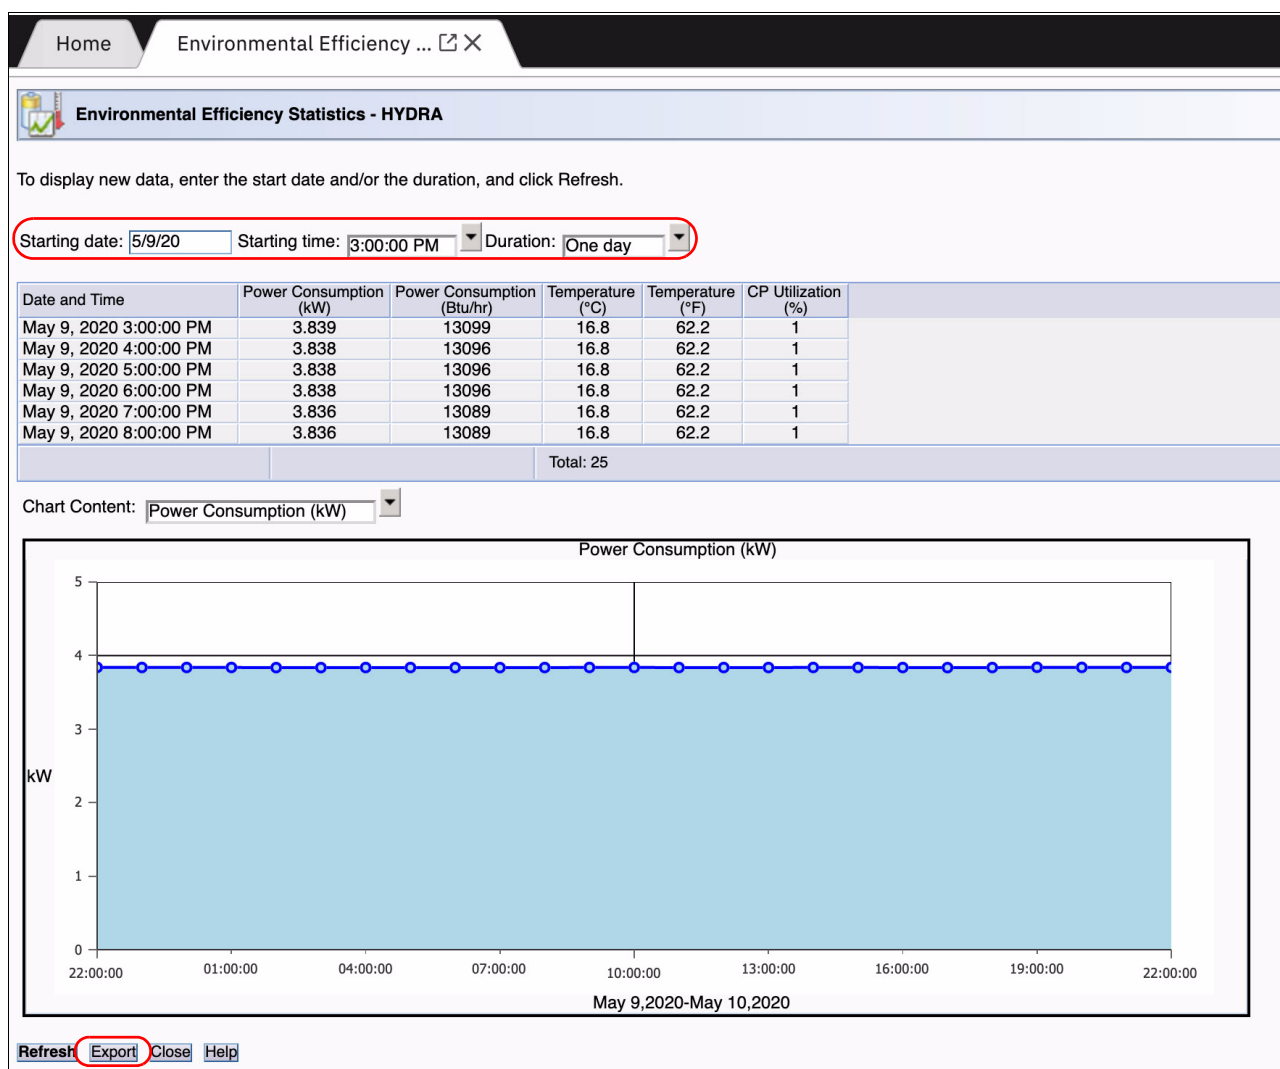 Home
Environmental Efficiency ...
Environmental Efficiency Statistics - HYDRA
To display new data, enter the start date and/or the duration, and click Refresh.
Starting date: 5/9/20 Starting time: 3:00:00 PM Duration: One day
Date and Time Power Consumption (kW) Power Consumption (Btu/hr) Temperature (°C) Temperature (°F) CP Utilization (%)
May 9, 2020 3:00:00 PM 3.839 13099 16.8 62.2 1
May 9, 2020 4:00:00 PM 3.838 13096 16.8 62.2 1
May 9, 2020 5:00:00 PM 3.838 13096 16.8 62.2 1
May 9, 2020 6:00:00 PM 3.838 13096 16.8 62.2 1
May 9, 2020 7:00:00 PM 3.836 13089 16.8 62.2 1
May 9, 2020 8:00:00 PM 3.836 13089 16.8 62.2 1
Total: 25
Chart Content: Power Consumption (kW)
Power Consumption (kW)
5
4
3
kW
2
1
0
22:00:00 01:00:00 04:00:00 07:00:00 10:00:00 13:00:00 16:00:00 19:00:00 22:00:00
May 9,2020-May 10,2020
Refresh Export Close Help